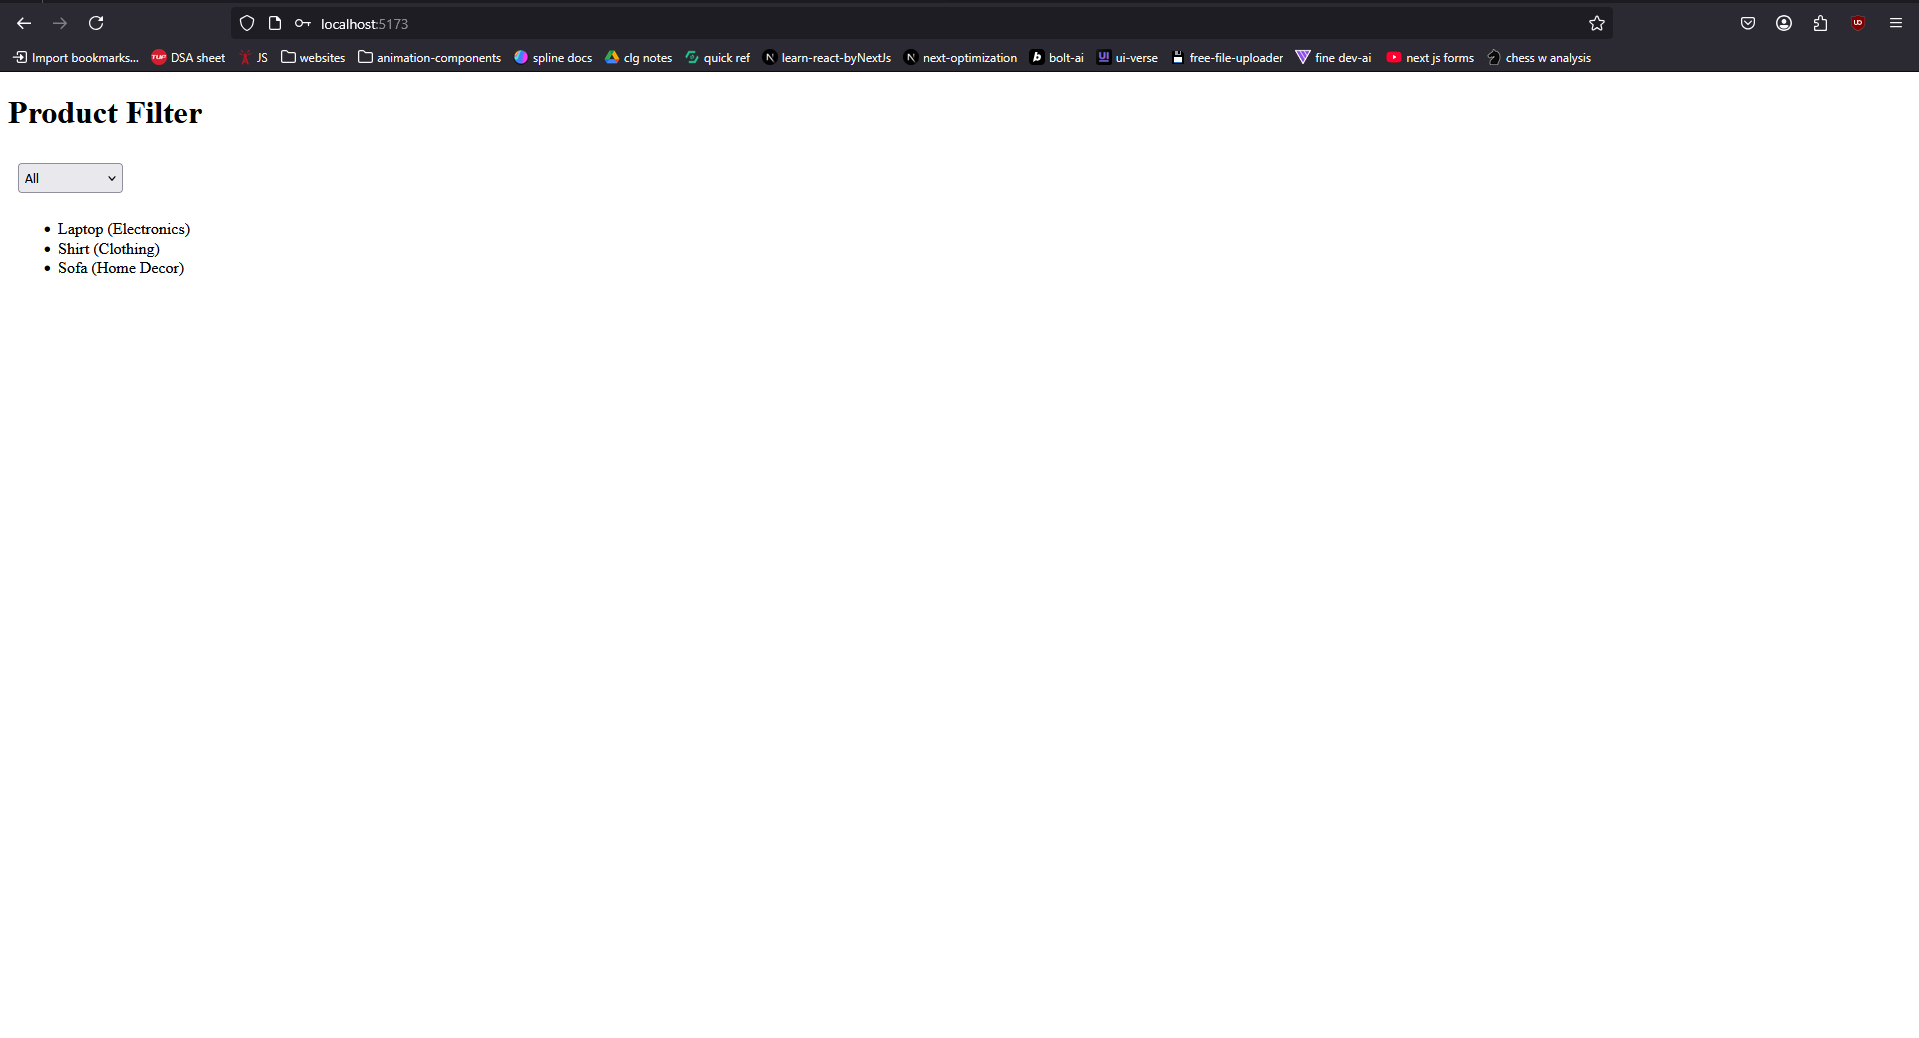 localhost:5173
Import bookmarks... TUF DSA sheet JS websites animation-components spline docs clg notes quick ref N learn-react-byNextJs N next-optimization b bolt-ai UI ui-verse free-file-uploader fine dev-ai next js forms chess w analysis
Product Filter
All
Laptop (Electronics)
Shirt (Clothing)
Sofa (Home Decor)